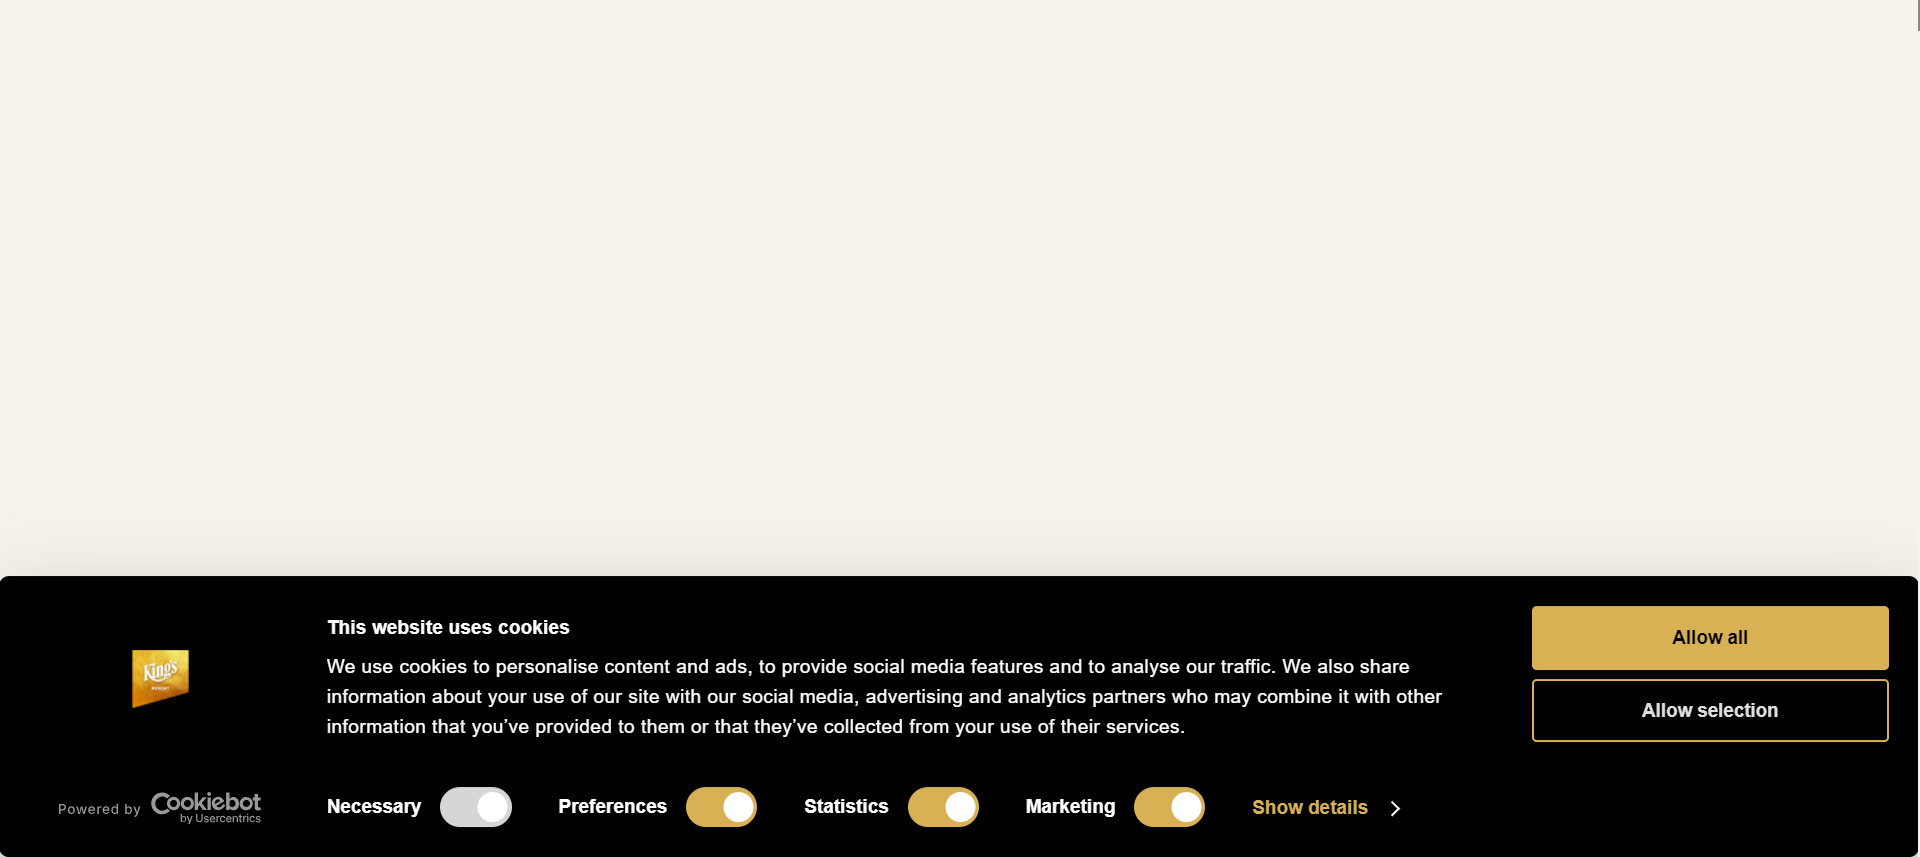 This website uses cookies
We use cookies to personalise content and ads, to provide social media features and to analyse our traffic. We also share
information about your use of our site with our social media, advertising and analytics partners who may combine it with other
information that you’ve provided to them or that they’ve collected from your use of their services.
Allow all
Allow selection
King's
RESORT
Powered by Cookiebot
by Usercentrics
Necessary
Preferences
Statistics
Marketing
Show details